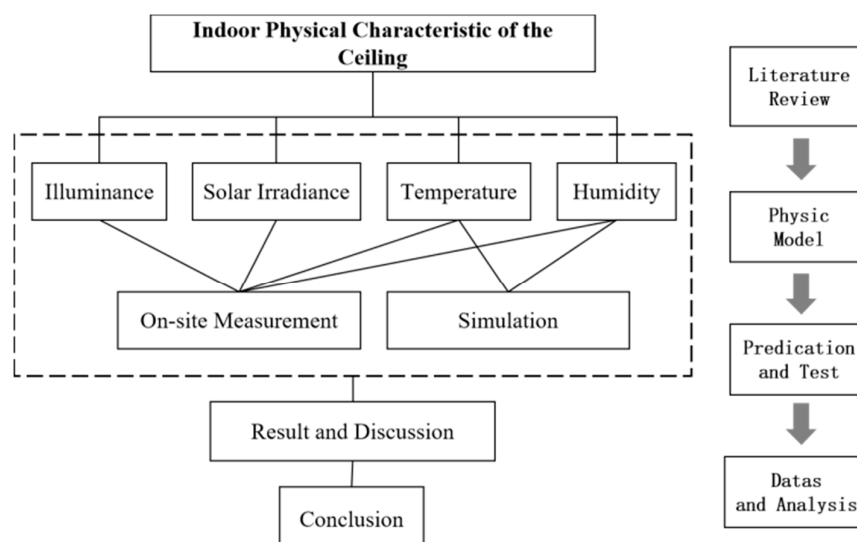 Indoor Physical Characteristic of the
Ceiling
Illuminance
Solar Irradiance
Temperature
Humidity
On-site Measurement
Simulation
Result and Discussion
Conclusion
Literature
Review
Physic
Model
Predication
and Test
Datas
and Analysis